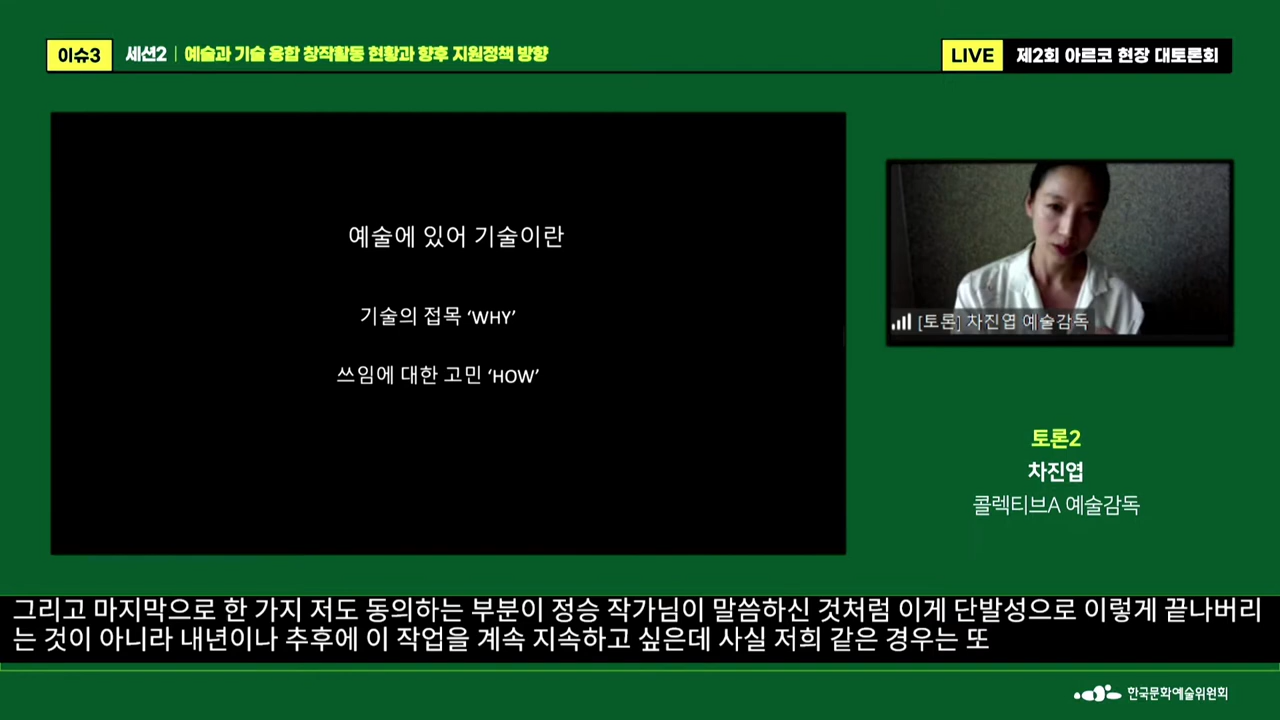 이슈3
세션2 | 예술과 기술 융합 창작활동 현황과 향후 지원정책 방향
LIVE
제2회 아르코 현장 대토론회
예술에 있어 기술이란
기술의 접목 ‘WHY’
쓰임에 대한 고민 ‘HOW’
[토론] 차진엽 예술감독
토론2
차진엽
콜렉티브A 예술감독
그리고 마지막으로 한 가지 저도 동의하는 부분이 정승 작가님이 말씀하신 것처럼 이게 단발성으로 이렇게 끝나버리
는 것이 아니라 내년이나 추후에 이 작업을 계속 지속하고 싶은데 사실 저희 같은 경우는 또
한국문화예술위원회